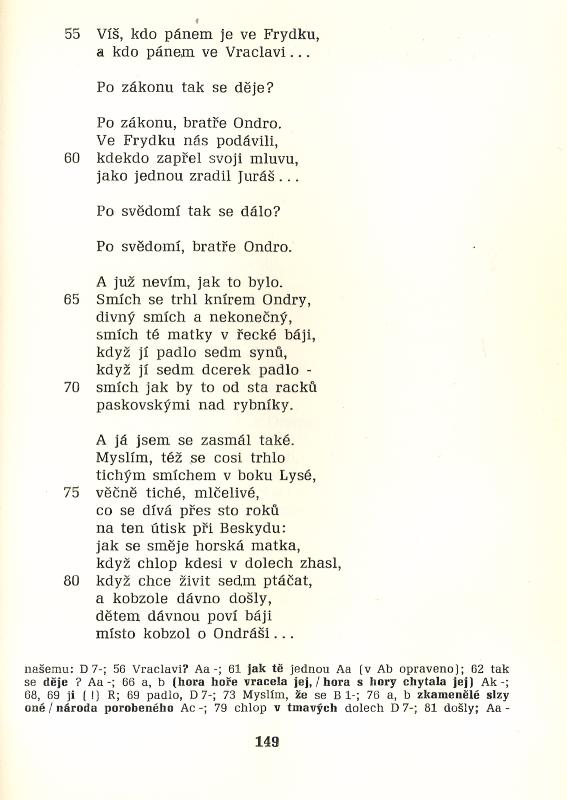 55 Víš, kdo pánem je ve Frydku,
a kdo pánem ve Vraclavi...
Po zákonu tak se děje?
Po zákonu, bratře Ondro.
Ve Frydku nás podávili,
60 kdekdo zapřel svoji mluvu,
jako jednou zradil Juráš...
Po svědomí tak se dálo?
Po svědomí, bratře Ondro.
A juž nevím, jak to bylo.
65 Smích se trhl knírem Ondry,
divný smích a nekonečný,
smích té matky v řecké báji,
když jí padlo sedm synů,
když jí sedm dcerek padlo -
70 smích jak by to od sta racků
paskovskými nad rybníky.
A já jsem se zasmál také.
Myslím, též se cosi trhlo
tichým smíchem v boku Lysé,
75 věčně tiché, mlčelivé,
co se dívá přes sto roků
na ten útisk při Beskydu:
jak se směje horská matka,
když chlop kdesi v dolech zhasl,
80 když chce živit sedm ptáčat,
a kobzole dávno došly,
dětem dávnou poví báji
místo kobzol o Ondráši...
našemu: D 7-; 56 Vraclavi? Aa -; 61 jak tě jednou Aa (v Ab opraveno); 62 tak
se děje ? Aa -; 66 a, b (hora hoře vracela jej, / hora s hory chytala jej) Ak -;
68, 69 ji (!) R; 69 padlo, D 7-; 73 Myslím, že se B 1-; 76 a, b zkamenělé slzy
oné / národa porobeného Ac -; 79 chlop v tmavých dolech D 7-; 81 došly; Aa -
149